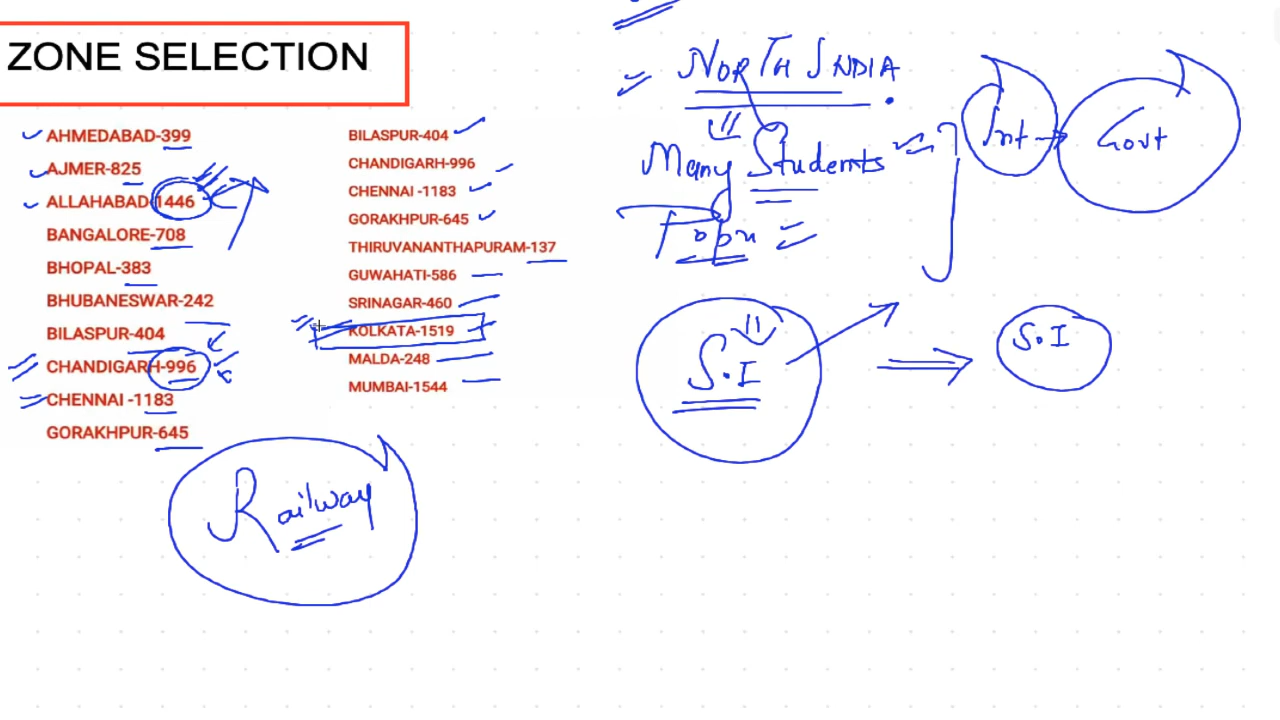 ZONE SELECTION
AHMEDABAD-399
AJMER-825
ALLAHABAD-1446
BANGALORE-708
BHOPAL-383
BHUBANESWAR-242
BILASPUR-404
CHANDIGARH-996
CHENNAI -1183
GORAKHPUR-645
BILASPUR-404
CHANDIGARH-996
CHENNAI -1183
GORAKHPUR-645
THIRUVANANTHAPURAM-137
GUWAHATI-586
SRINAGAR-460
KOLKATA-1519
MALDA-248
MUMBAI-1544
Railway
NORTH INDIA
Many Students
Form
S.I
S.I
Int → Govt